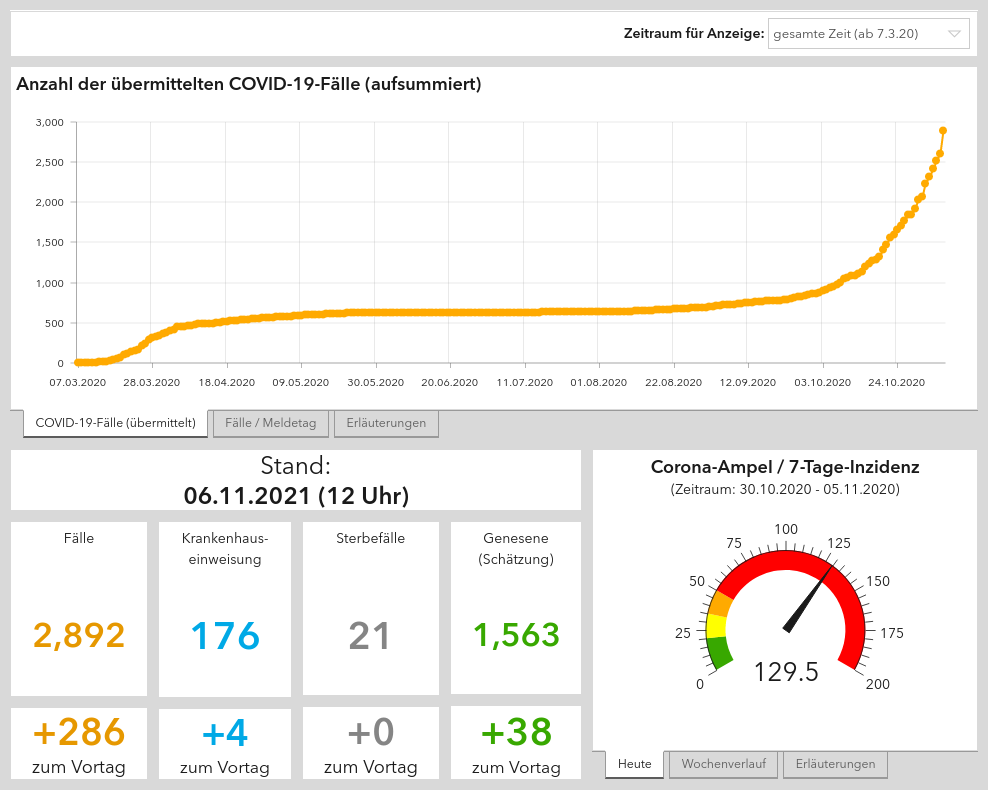 Zeitraum für Anzeige: gesamte Zeit (ab 7.3.20)
Anzahl der übermittelten COVID-19-Fälle (aufsummiert)
3,000
2,500
2,000
1,500
1,000
500
0
07.03.2020 28.03.2020 18.04.2020 09.05.2020 30.05.2020 20.06.2020 11.07.2020 01.08.2020 22.08.2020 12.09.2020 03.10.2020 24.10.2020
COVID-19-Fälle (übermittelt) Fälle / Meldetag Erläuterungen
Stand:
06.11.2021 (12 Uhr)
Fälle
2,892
+286
zum Vortag
Krankenhaus-
einweisung
176
+4
zum Vortag
Sterbefälle
21
+0
zum Vortag
Genesene
(Schätzung)
1,563
+38
zum Vortag
Corona-Ampel / 7-Tage-Inzidenz
(Zeitraum: 30.10.2020 - 05.11.2020)
0
25
50
75
100
125
150
175
200
129.5
Heute Wochenverlauf Erläuterungen